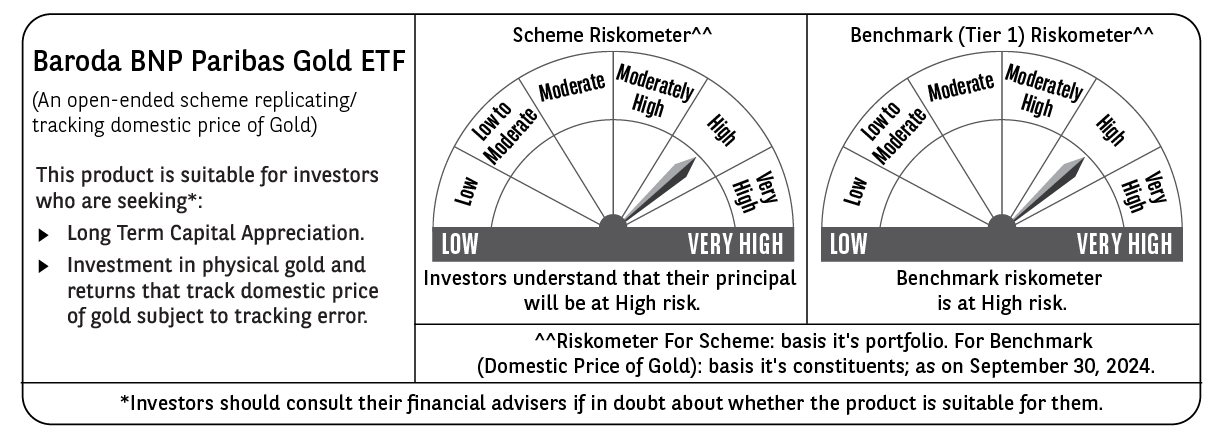 Baroda BNP Paribas Gold ETF
(An open-ended scheme replicating/
tracking domestic price of Gold)
This product is suitable for investors
who are seeking*:
Long Term Capital Appreciation.
Investment in physical gold and
returns that track domestic price
of gold subject to tracking error.
Scheme Riskometer^^
Low
Low to
Moderate
Moderate
Moderately
High
High
Very
High
LOW
VERY HIGH
Investors understand that their principal
will be at High risk.
Benchmark (Tier 1) Riskometer^^
Low
Low to
Moderate
Moderate
Moderately
High
High
Very
High
LOW
VERY HIGH
Benchmark riskometer
is at High risk.
^^Riskometer For Scheme: basis it's portfolio. For Benchmark
(Domestic Price of Gold): basis it's constituents; as on September 30, 2024.
*Investors should consult their financial advisers if in doubt about whether the product is suitable for them.